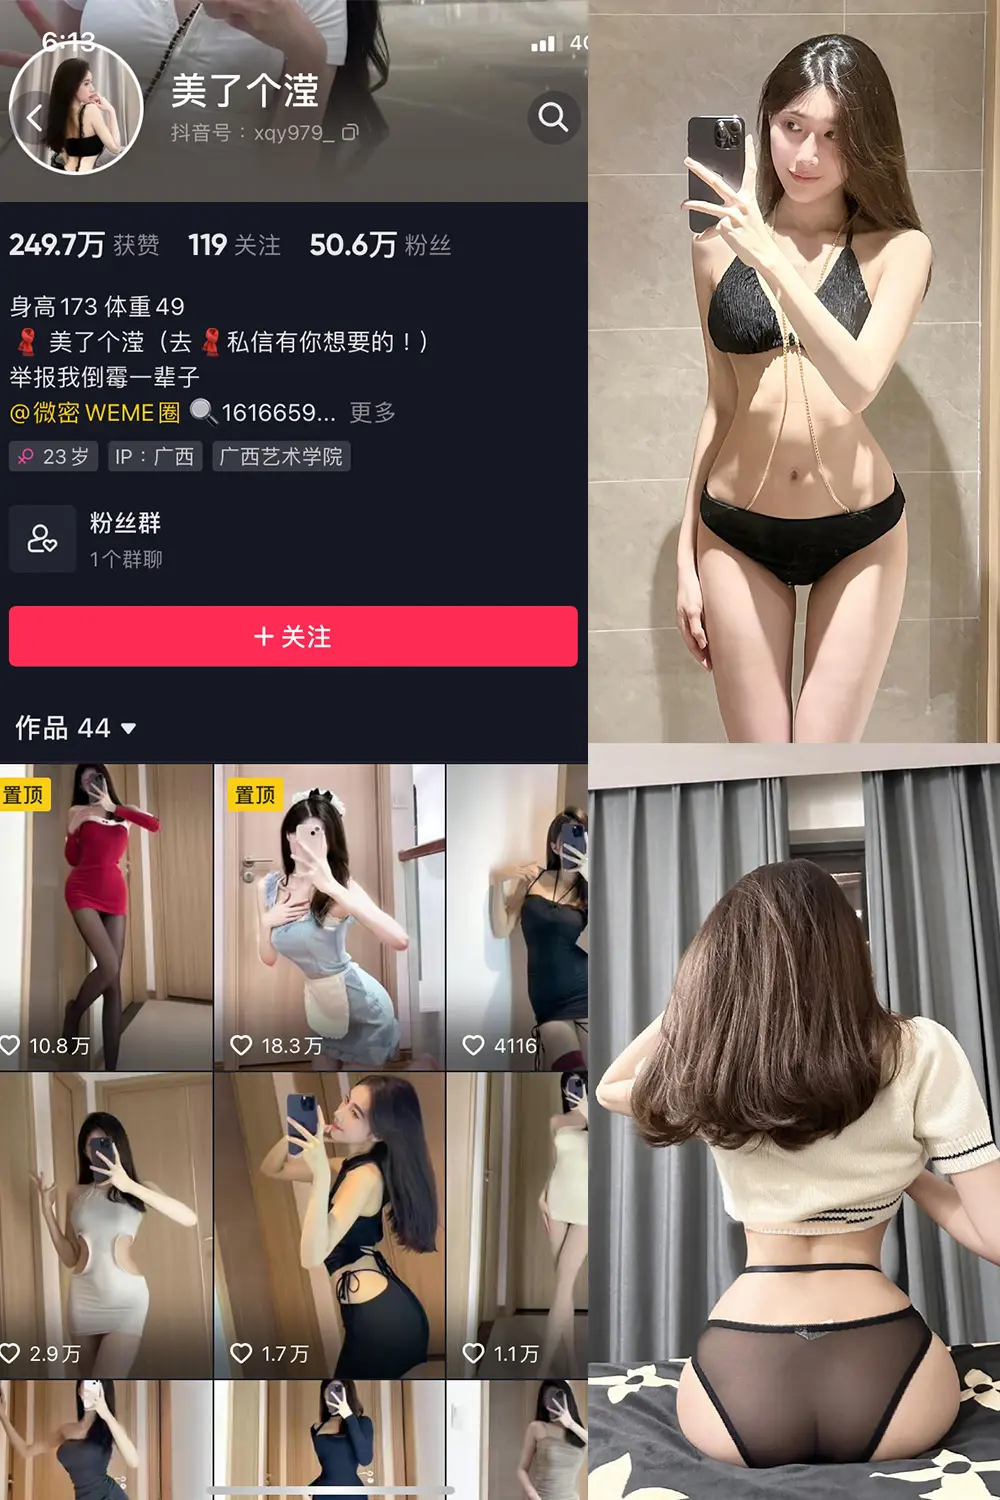 6:13
美了个滢
抖音号：xqy979_
249.7万 获赞 119 关注 50.6万 粉丝
身高173 体重49
美了个滢（去 私信有你想要的！）
举报我倒霉一辈子
@微密 WEME圈 1616659... 更多
23岁 IP：广西 广西艺术学院
粉丝群
1个群聊
+ 关注
作品 44
置顶 置顶
10.8万 18.3万 4116
2.9万 1.7万 1.1万